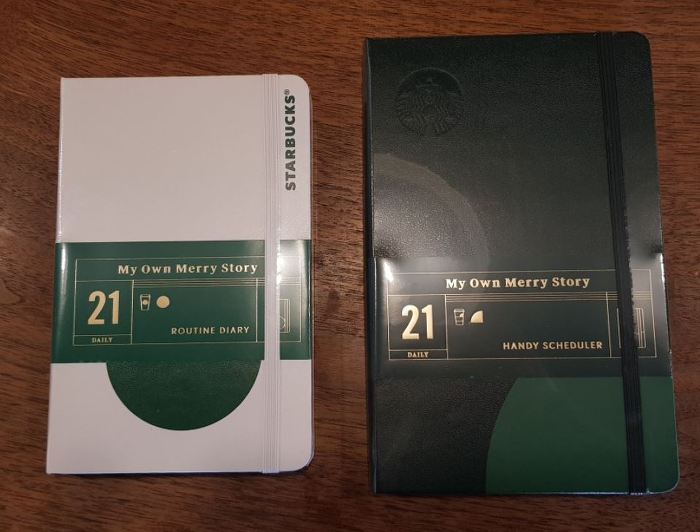 STARBUCKS®
My Own Merry Story
21
DAILY
ROUTINE DIARY
My Own Merry Story
21
DAILY
HANDY SCHEDULER